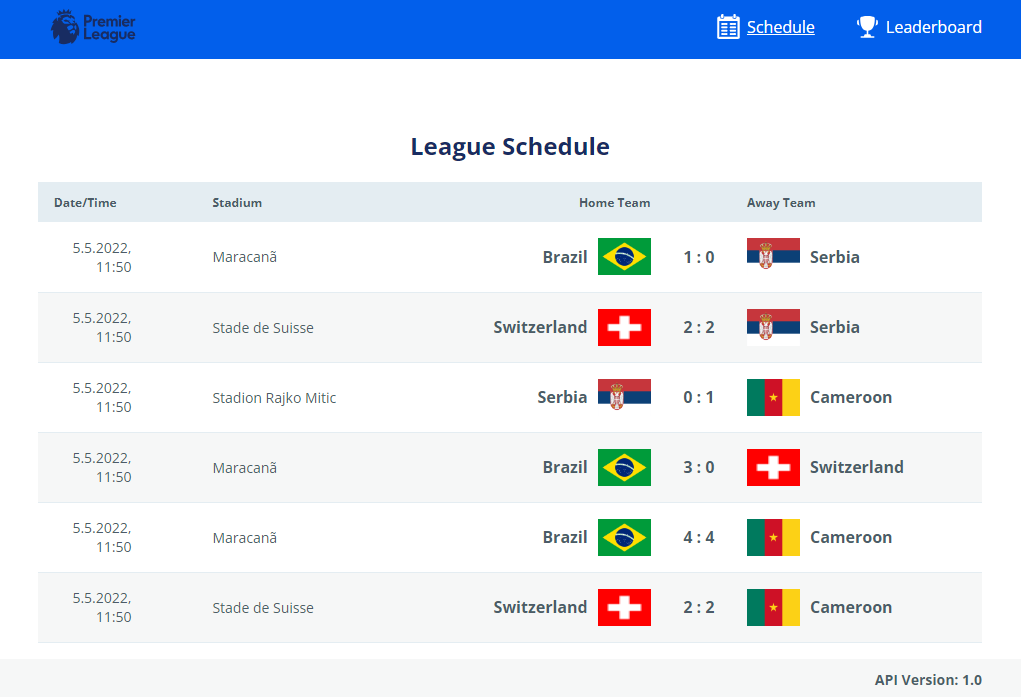 Premier
League
Schedule
Leaderboard
League Schedule
Date/Time Stadium Home Team Away Team
5.5.2022,
11:50
Maracanã Brazil 1 : 0 Serbia
5.5.2022,
11:50
Stade de Suisse Switzerland 2 : 2 Serbia
5.5.2022,
11:50
Stadion Rajko Mitic Serbia 0 : 1 Cameroon
5.5.2022,
11:50
Maracanã Brazil 3 : 0 Switzerland
5.5.2022,
11:50
Maracanã Brazil 4 : 4 Cameroon
5.5.2022,
11:50
Stade de Suisse Switzerland 2 : 2 Cameroon
API Version: 1.0